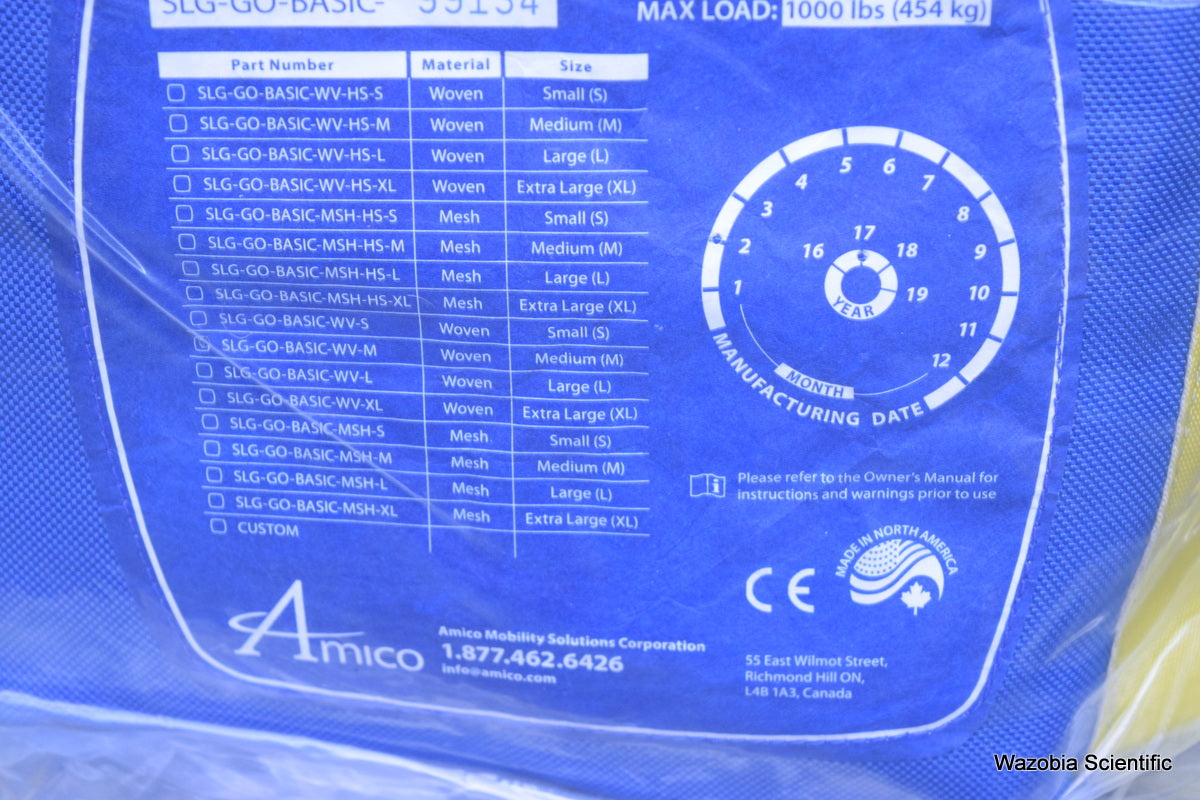 SLG-GO-BASIC- 59134
MAX LOAD: 1000 lbs (454 kg)
Part Number Material Size
SLG-GO-BASIC-WV-HS-S Woven Small (S)
SLG-GO-BASIC-WV-HS-M Woven Medium (M)
SLG-GO-BASIC-WV-HS-L Woven Large (L)
SLG-GO-BASIC-WV-HS-XL Woven Extra Large (XL)
SLG-GO-BASIC-MSH-HS-S Mesh Small (S)
SLG-GO-BASIC-MSH-HS-M Mesh Medium (M)
SLG-GO-BASIC-MSH-HS-L Mesh Large (L)
SLG-GO-BASIC-MSH-HS-XL Mesh Extra Large (XL)
SLG-GO-BASIC-WV-S Woven Small (S)
SLG-GO-BASIC-WV-M Woven Medium (M)
SLG-GO-BASIC-WV-L Woven Large (L)
SLG-GO-BASIC-WV-XL Woven Extra Large (XL)
SLG-GO-BASIC-MSH-S Mesh Small (S)
SLG-GO-BASIC-MSH-M Mesh Medium (M)
SLG-GO-BASIC-MSH-L Mesh Large (L)
SLG-GO-BASIC-MSH-XL Mesh Extra Large (XL)
CUSTOM
1 2 3 4 5 6 7 8 9 10 11 12
16 17 18 19
YEAR
MONTH
MANUFACTURING DATE
Please refer to the Owner's Manual for
instructions and warnings prior to use
CE
MADE IN NORTH AMERICA
AMICO
Amico Mobility Solutions Corporation
1.877.462.6426
info@amico.com
55 East Wilmot Street,
Richmond Hill ON,
L4B 1A3, Canada
Wazobia Scientific